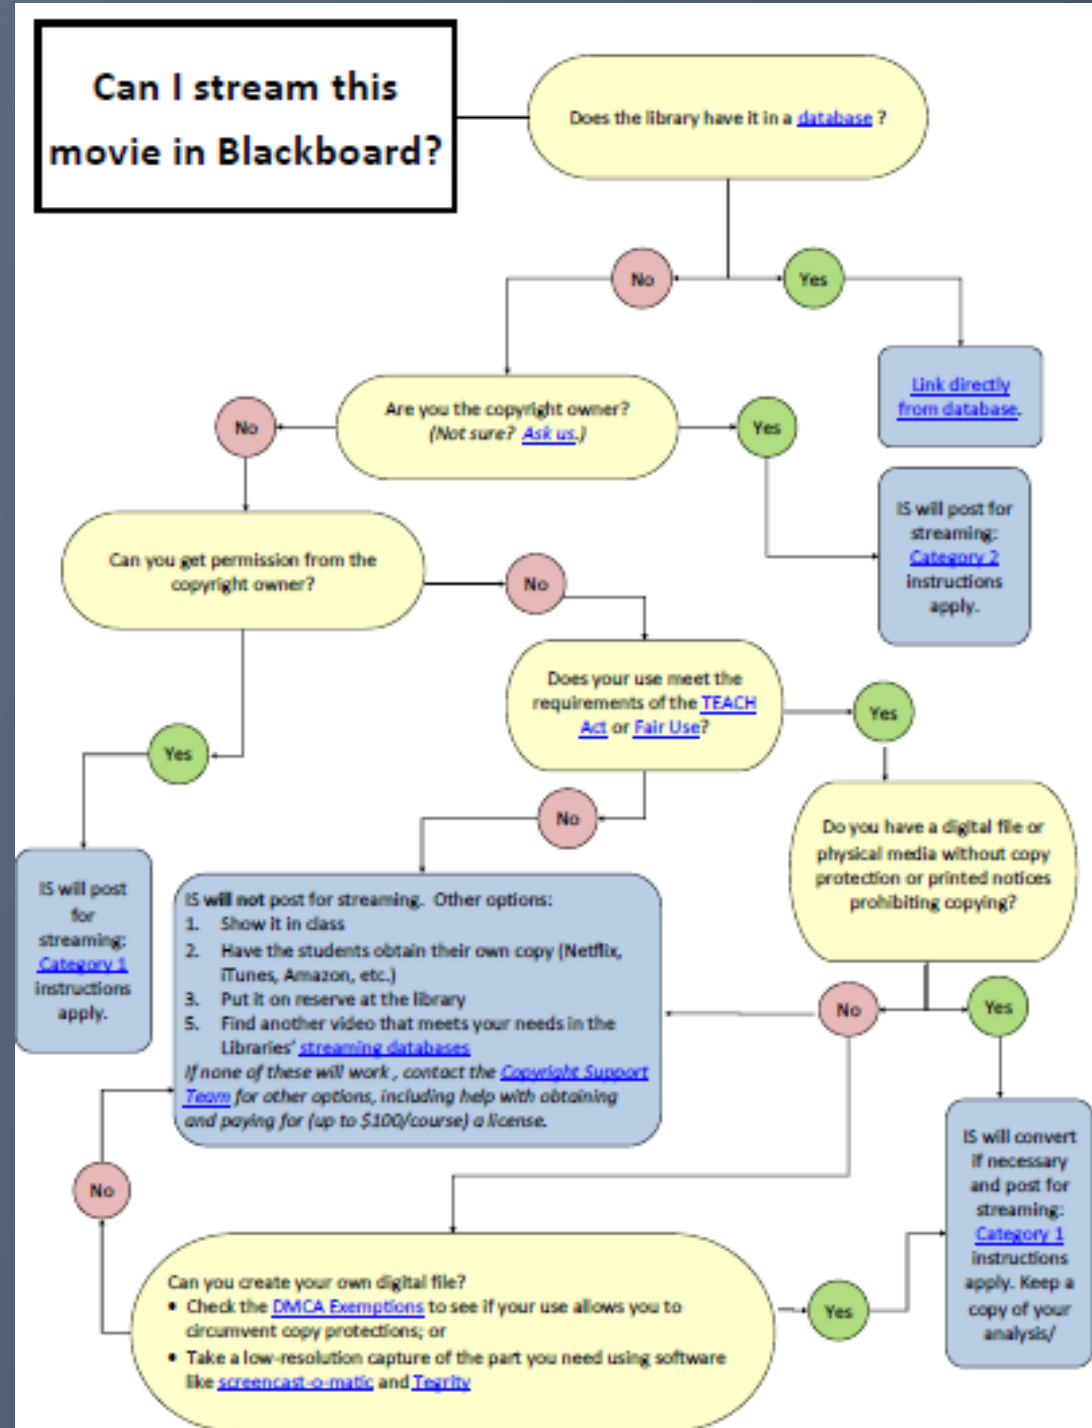 Can I stream this
movie in Blackboard?
Does the library have it in a database ?
No
Yes
Link directly
from database.
Are you the copyright owner?
(Not sure? Ask us.)
No
Yes
IS will post for
streaming:
Category 2
instructions
apply.
Can you get permission from the
copyright owner?
No
Does your use meet the
requirements of the TEACH
Act or Fair Use?
Yes
Yes
No
Do you have a digital file or
physical media without copy
protection or printed notices
prohibiting copying?
IS will post
for
streaming:
Category 1
instructions
apply.
IS will not post for streaming. Other options:
1. Show it in class
2. Have the students obtain their own copy (Netflix,
iTunes, Amazon, etc.)
3. Put it on reserve at the library
5. Find another video that meets your needs in the
Libraries' streaming databases
If none of these will work , contact the Copyright Support
Team for other options, including help with obtaining
and paying for (up to $100/course) a license.
No
Yes
IS will convert
if necessary
and post for
streaming:
Category 1
instructions
apply. Keep a
copy of your
analysis/
No
Can you create your own digital file?
• Check the DMCA Exemptions to see if your use allows you to
circumvent copy protections; or
• Take a low-resolution capture of the part you need using software
like screencast-o-matic and Tegrity
Yes